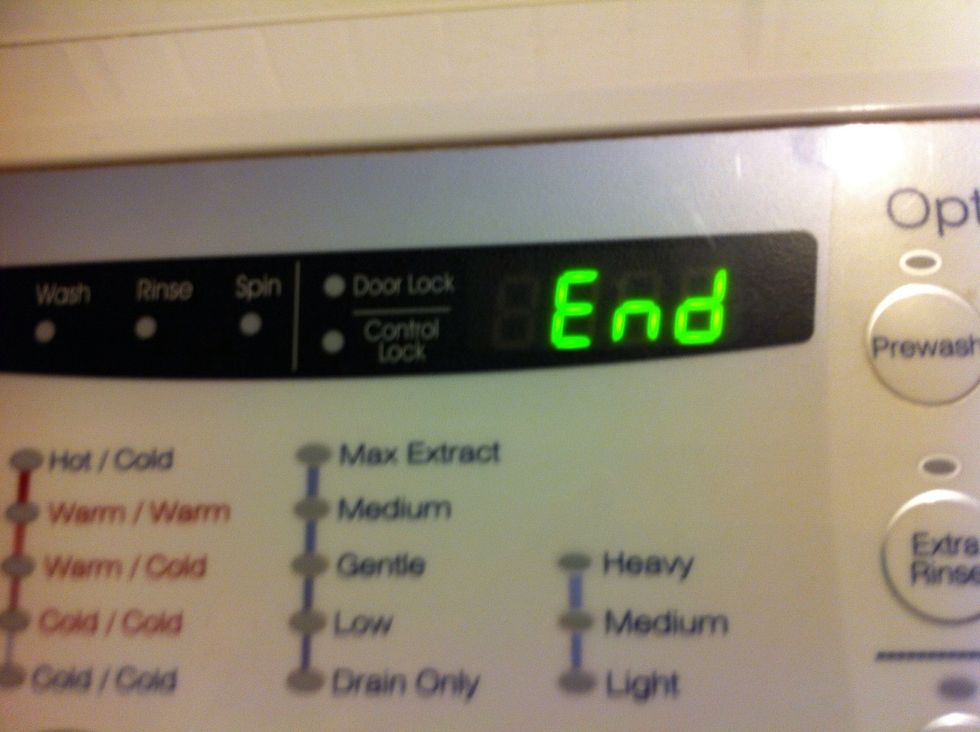 Opt
Wash Rinse Spin Door Lock End
Control
Lock
Prewash
Hot / Cold Max Extract
Warm / Warm Medium
Warm / Cold Gentle Heavy
Cold / Cold Low Medium
Cold / Cold Drain Only Light
Extra
Rinse